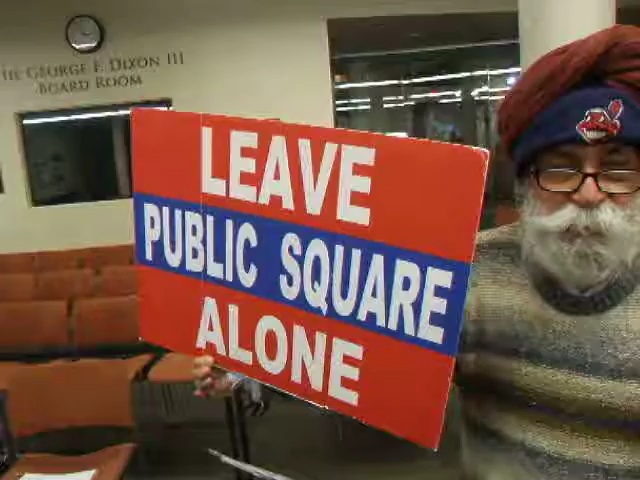 THE GEORGE F. DIXON III
BOARD ROOM
LEAVE
PUBLIC SQUARE
ALONE